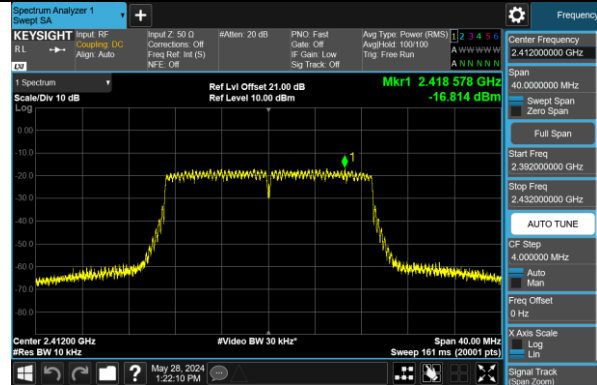 Spectrum Analyzer 1
Swept SA
+
Frequency
KEYSIGHT
R L
LXI
Input: RF
Coupling: DC
Align: Auto
Input Z: 50 Ω
Corrections: Off
Freq Ref: Int (S)
NFE: Off
#Atten: 20 dB
PNO: Fast
Gate: Off
IF Gain: Low
Sig Track: Off
Avg Type: Power (RMS)
Avg|Hold: 100/100
Trig: Free Run
1 2 3 4 5 6
A W W W W W
A N N N N N
1 Spectrum
Scale/Div 10 dB
Log
Ref Lvl Offset 21.00 dB
Ref Level 10.00 dBm
Mkr1 2.418 578 GHz
-16.814 dBm
0.00
-10.0
-20.0
-30.0
-40.0
-50.0
-60.0
-70.0
-80.0
1
Center 2.41200 GHz
#Res BW 10 kHz
#Video BW 30 kHz*
Span 40.00 MHz
Sweep 161 ms (20001 pts)
Center Frequency
2.412000000 GHz
Span
40.0000000 MHz
Swept Span
Zero Span
Full Span
Start Freq
2.392000000 GHz
Stop Freq
2.432000000 GHz
AUTO TUNE
CF Step
4.000000 MHz
Auto
Man
Freq Offset
0 Hz
X Axis Scale
Log
Lin
Signal Track
(Span Zoom)
?
May 28, 2024
1:22:10 PM